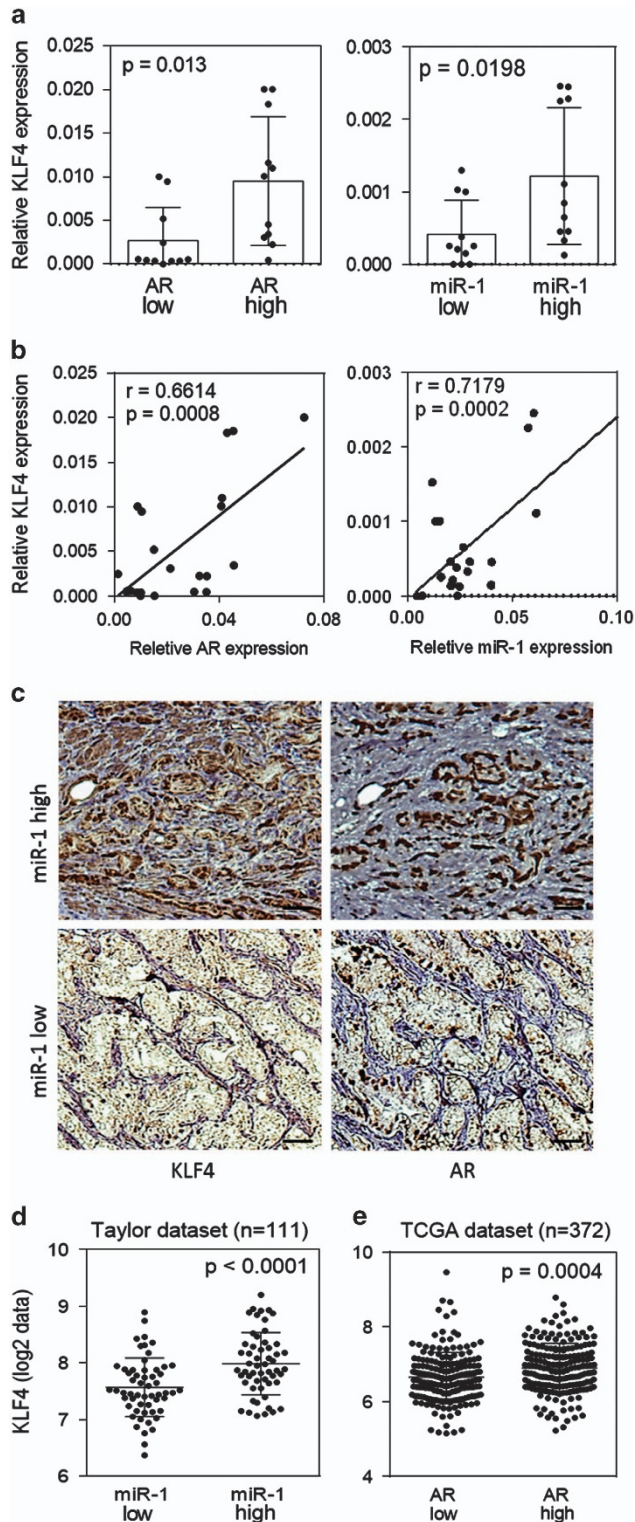 a
Relative KLF4 expression
0.025
0.020
0.015
0.010
0.005
0.000
p = 0.013
AR
low
AR
high
0.003
0.002
0.001
0.000
p = 0.0198
miR-1
low
miR-1
high
b
Relative KLF4 expression
0.025
0.020
0.015
0.010
0.005
0.000
r = 0.6614
p = 0.0008
0.00
0.04
0.08
Reletive AR expression
0.003
0.002
0.001
0.000
r = 0.7179
p = 0.0002
0.00
0.05
0.10
Reletive miR-1 expression
c
miR-1 high
miR-1 low
KLF4
AR
d
Taylor dataset (n=111)
KLF4 (log2 data)
10
9
8
7
6
p < 0.0001
miR-1
low
miR-1
high
e
TCGA dataset (n=372)
10
8
6
4
p = 0.0004
AR
low
AR
high